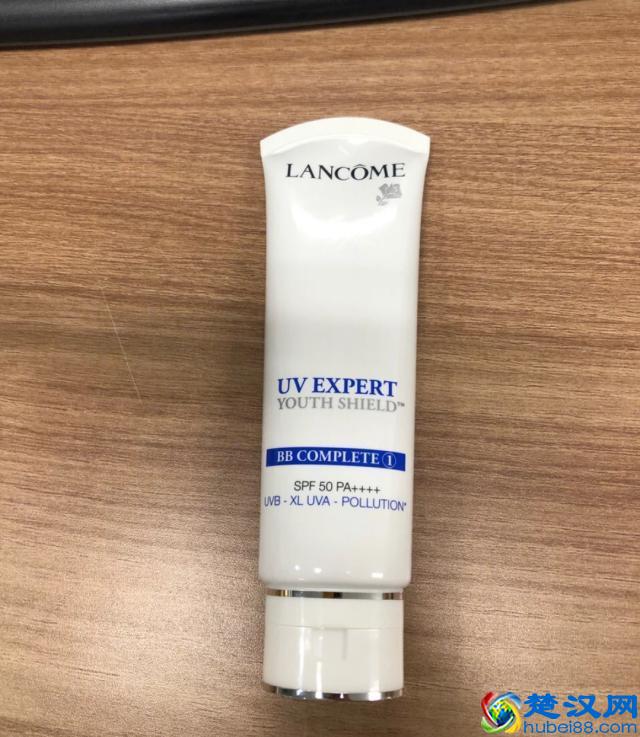 LANCÔME
UV EXPERT
YOUTH SHIELD™
BB COMPLETE ①
SPF 50 PA++++
UVB - XL UVA - POLLUTION*
楚汉网
hubei88.com